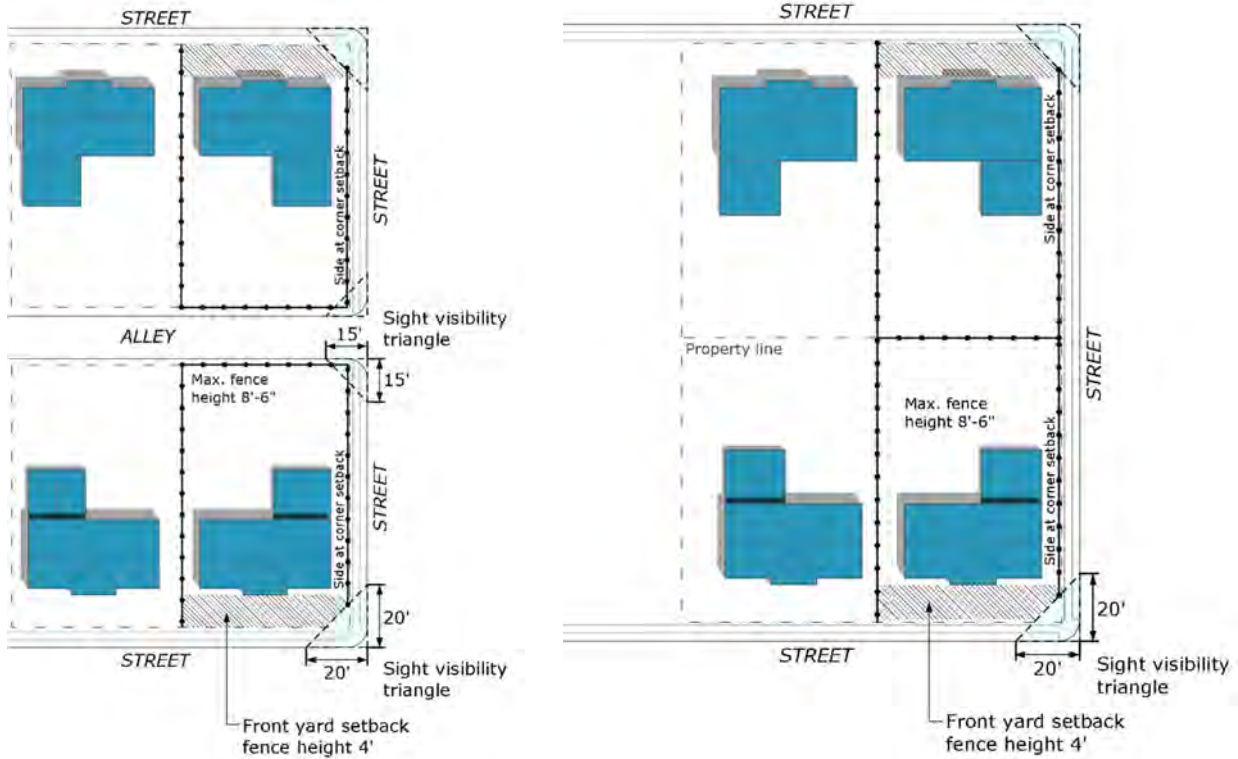 STREET
Side at corner setback
STREET
ALLEY
Sight visibility
triangle
15'
15'
Max. fence
height 8'-6"
Side at corner setback
STREET
20'
20'
STREET
Sight visibility
triangle
Front yard setback
fence height 4'
STREET
Side at corner setback
Property line
STREET
Max. fence
height 8'-6"
Side at corner setback
20'
20'
STREET
Sight visibility
triangle
Front yard setback
fence height 4'